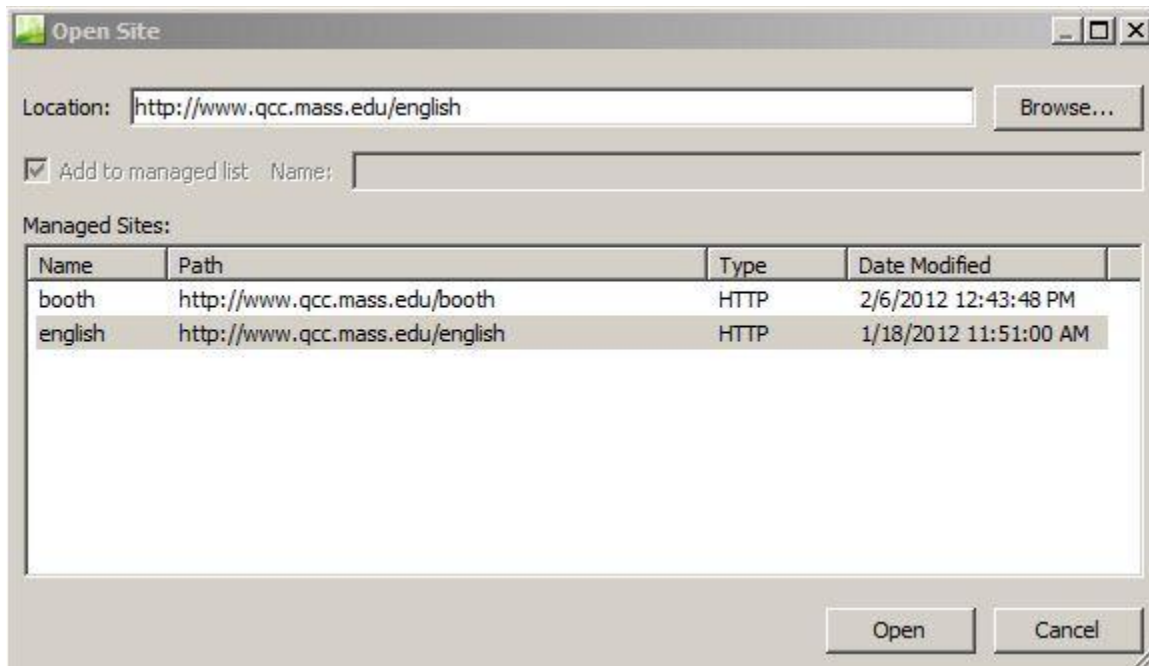 Open Site
Location: http://www.qcc.mass.edu/english Browse...
Add to managed list Name:
Managed Sites:
Name Path Type Date Modified
booth http://www.qcc.mass.edu/booth HTTP 2/6/2012 12:43:48 PM
english http://www.qcc.mass.edu/english HTTP 1/18/2012 11:51:00 AM
Open Cancel